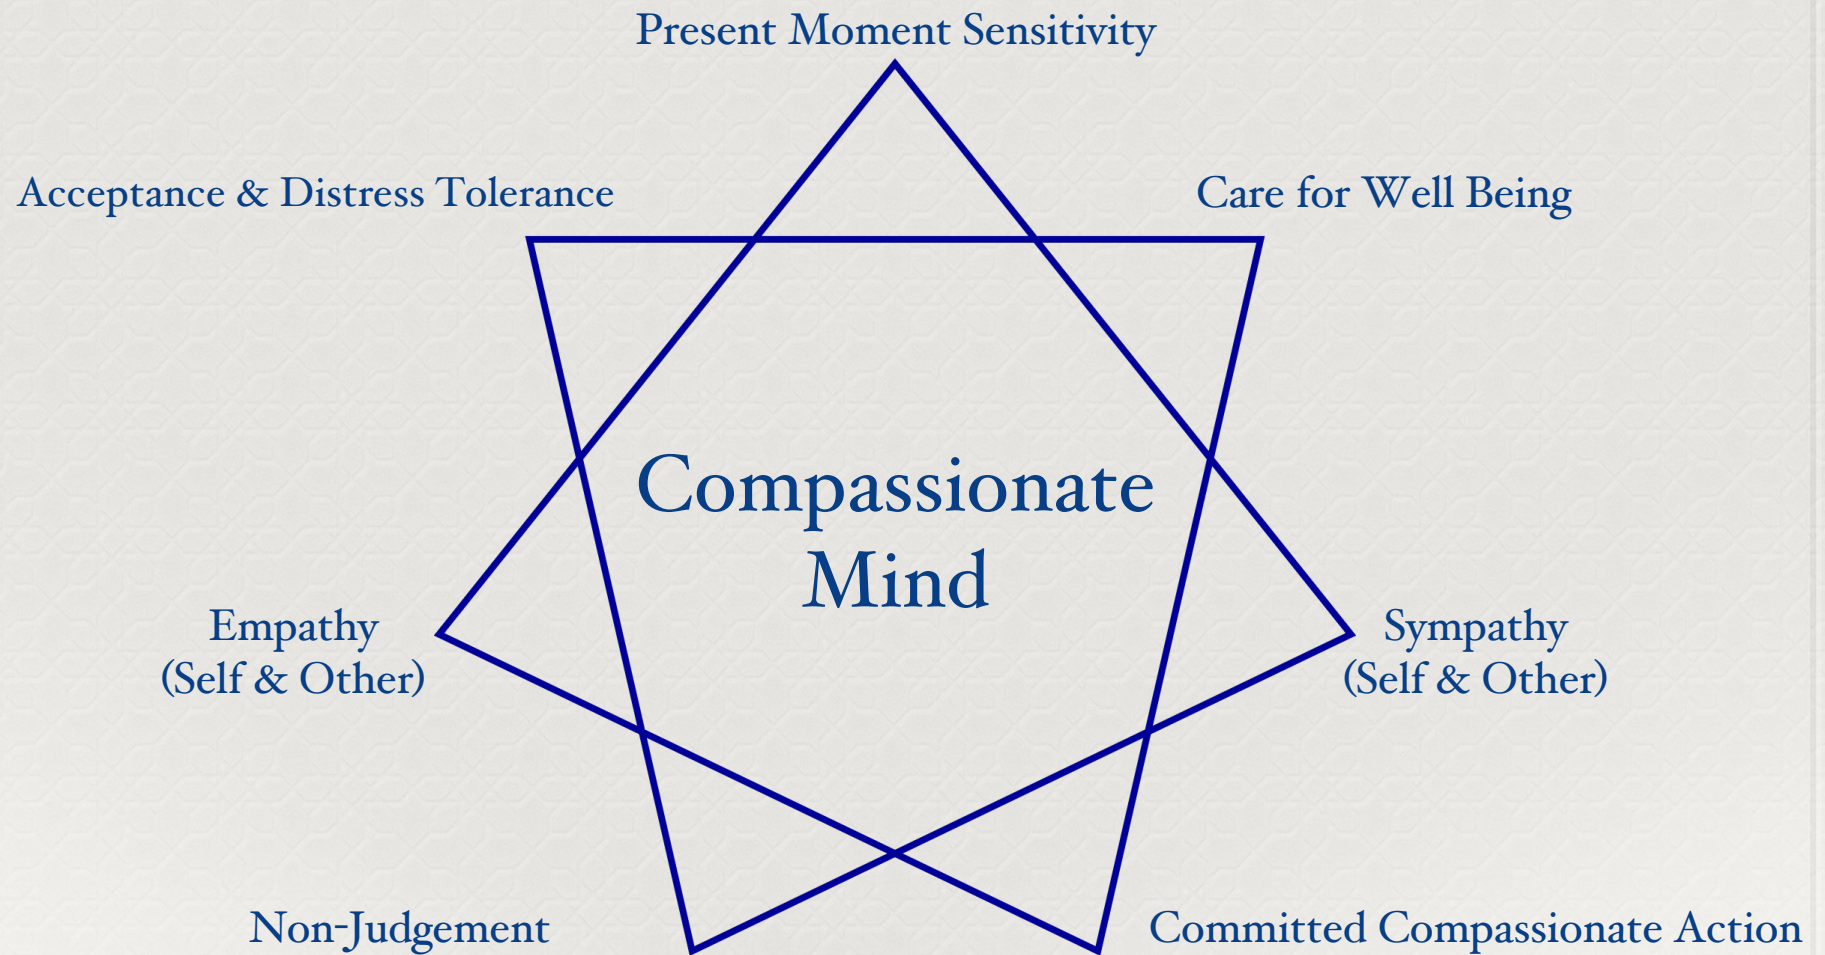 Present Moment Sensitivity
Acceptance & Distress Tolerance
Care for Well Being
Compassionate
Mind
Empathy
(Self & Other)
Sympathy
(Self & Other)
Non-Judgement
Committed Compassionate Action